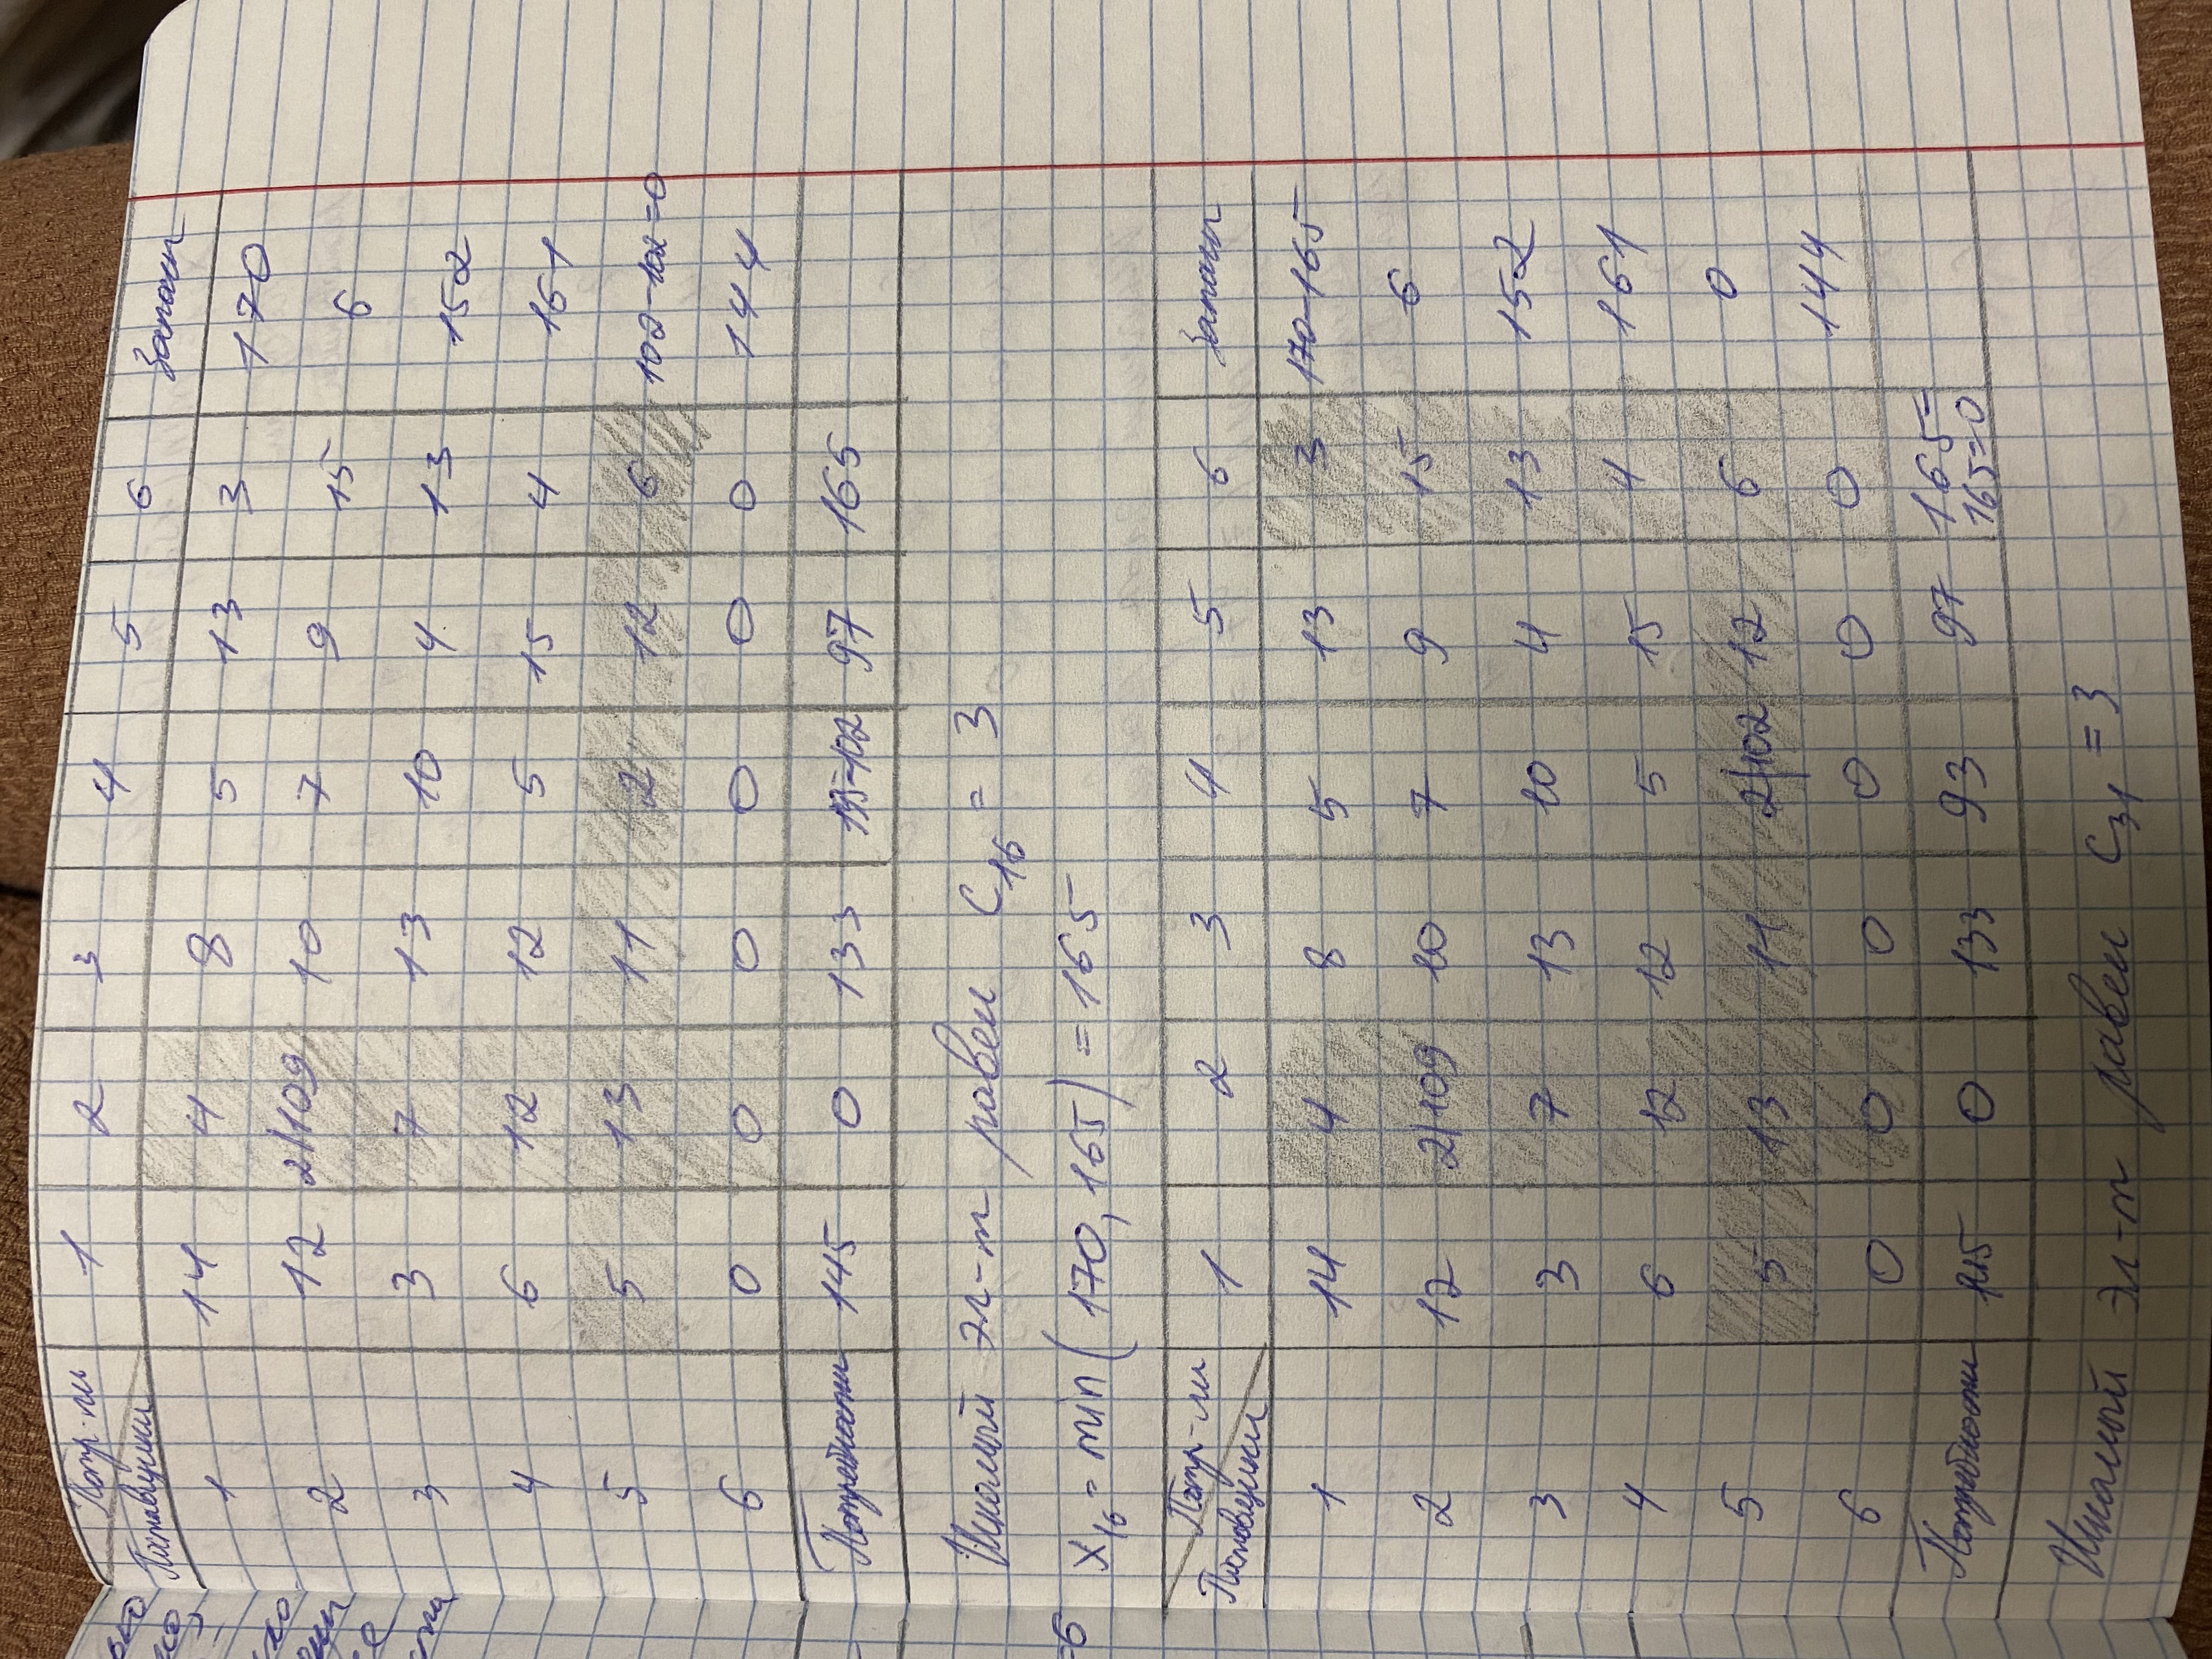 Потр-ли 1 2 3 4 5 6 Запасы
Поставщики
1 14 4 8 5 13 3 170
2 12 2|109 10 7 9 15 6
3 3 7 13 10 4 13 152
4 6 12 12 5 15 4 161
5 5 13 11 2 12 6 102-102=0
6 0 0 0 0 0 0 144
Потребности 145 0 133 195-102 97 165
Искомый эл-т равен C16 = 3
=6
x16 = min(170, 165) = 165
Потр-ли 1 2 3 4 5 6 Запасы
Поставщики
1 14 4 8 5 13 3 170-165
2 12 2|109 10 7 9 15 6
3 3 7 13 10 4 13 152
4 6 12 12 5 15 4 161
5 5 13 11 2|102 12 6 0
6 0 0 0 0 0 0 144
Потребности 145 0 133 93 97 165-
165=0
Искомый эл-т равен C31 = 3